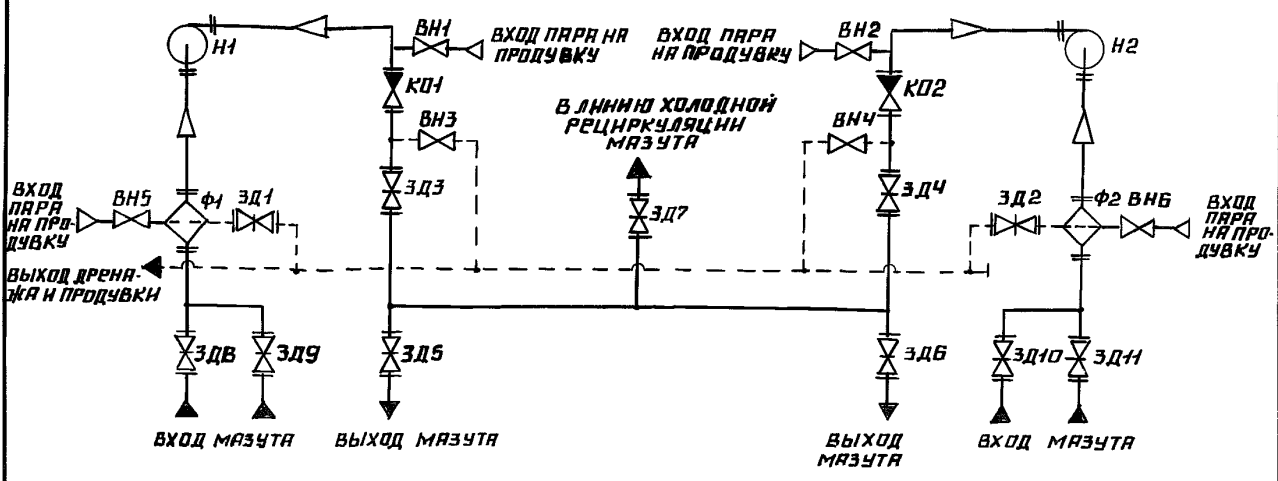 Н1
ВН1
ВХОД ПАРА НА
ПРОДУВКУ
ВХОД ПАРА
НА ПРОДУВКУ
ВН2
Н2
КО1
КО2
ВН3
В ЛИНИЮ ХОЛОДНОЙ
РЕЦИРКУЛЯЦИИ
МАЗУТА
ВН4
ЗД3
ЗД7
ЗД4
ВХОД
ПАРА
НА ПРО-
ДУВКУ
ВН5
Ф1
ЗД1
ЗД2
Ф2
ВН6
ВХОД
ПАРА
НА ПРО-
ДУВКУ
ВЫХОД ДРЕНА-
ЖА И ПРОДУВКИ
ЗД8
ЗД9
ЗД5
ЗД6
ЗД10
ЗД11
ВХОД МАЗУТА
ВЫХОД МАЗУТА
ВЫХОД
МАЗУТА
ВХОД МАЗУТА